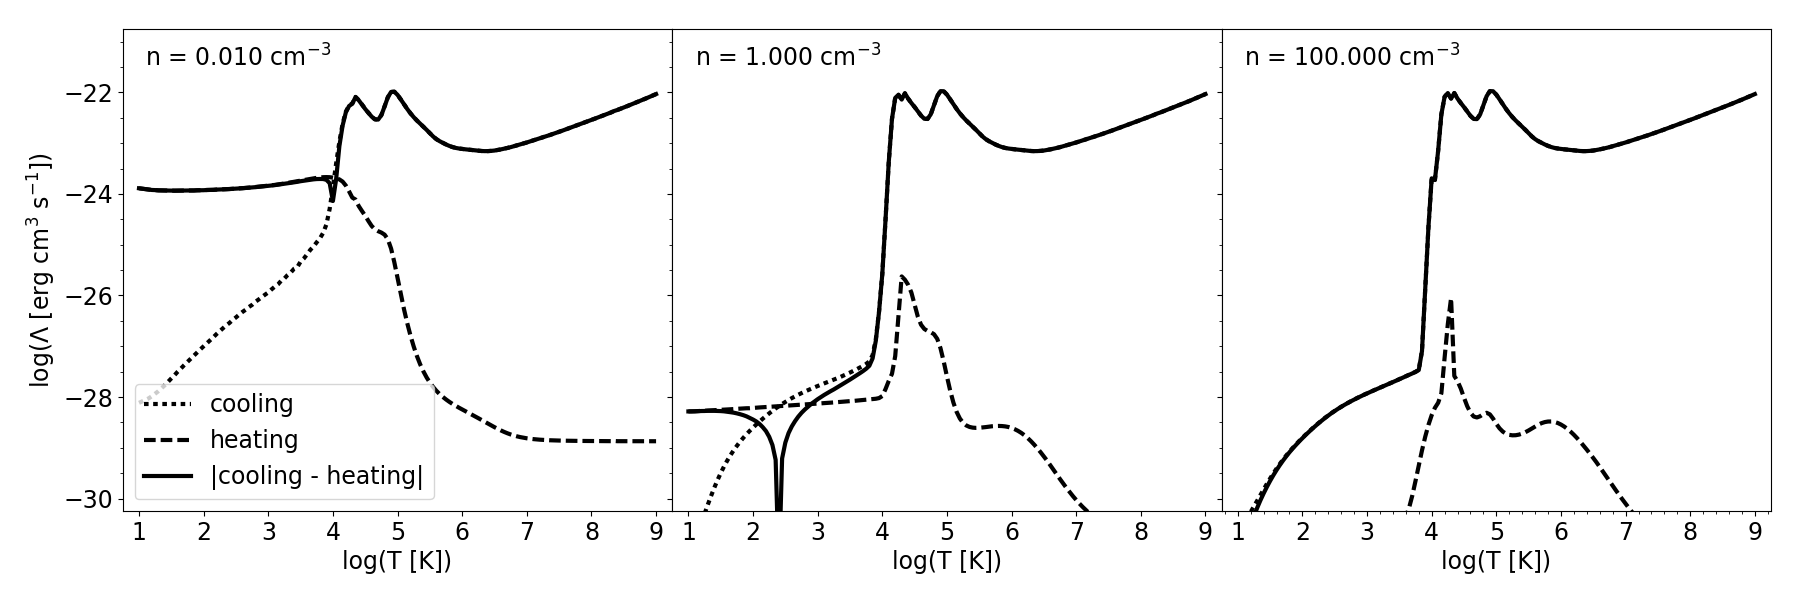 n = 0.010 cm⁻³
n = 1.000 cm⁻³
n = 100.000 cm⁻³
log(Λ [erg cm³ s⁻¹])
−22
−24
−26
−28
−30
cooling
heating
|cooling - heating|
1 2 3 4 5 6 7 8 9
1 2 3 4 5 6 7 8 9
1 2 3 4 5 6 7 8 9
log(T [K])
log(T [K])
log(T [K])